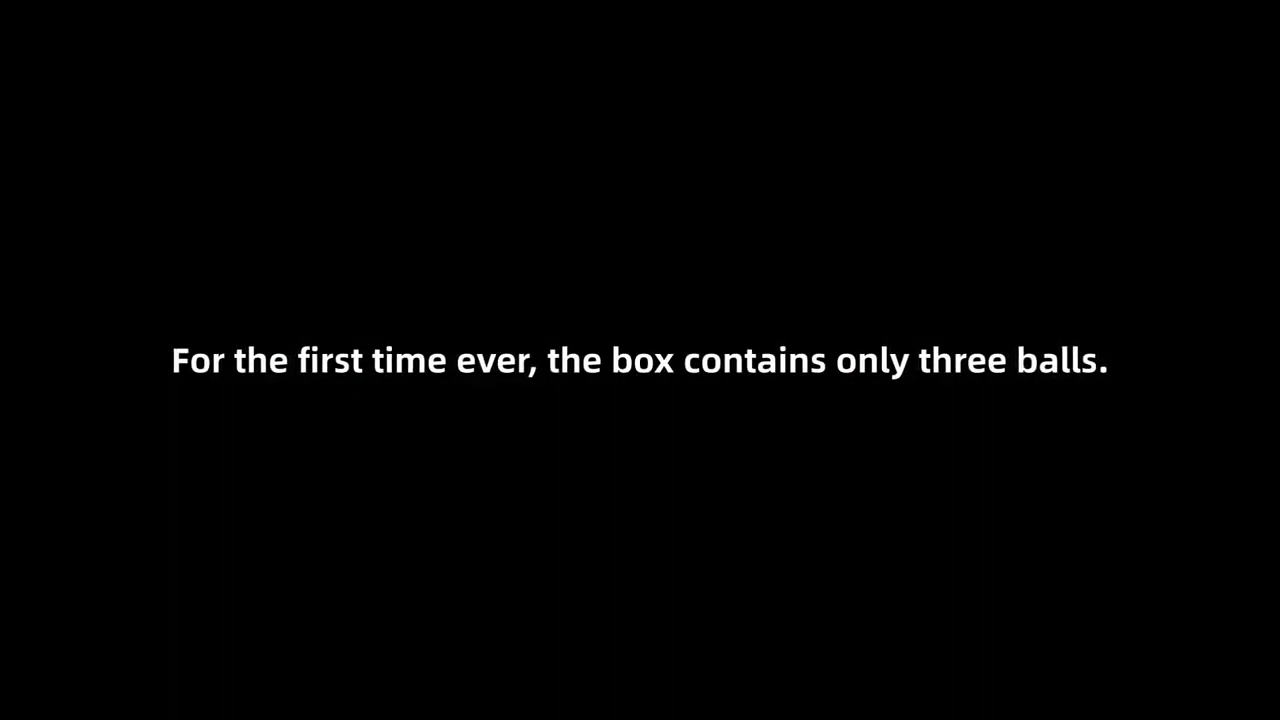 For the first time ever, the box contains only three balls.